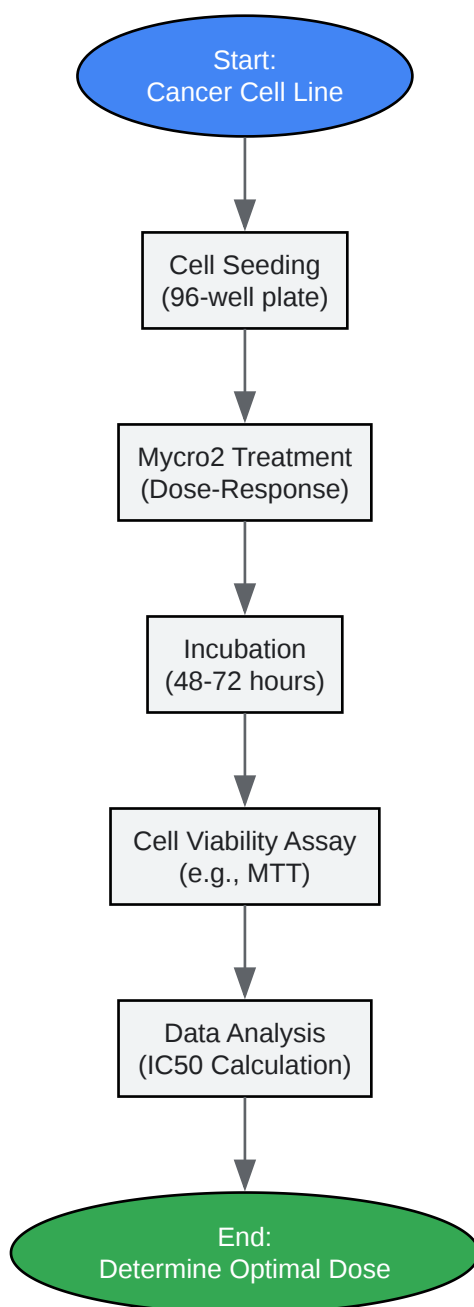 Start:
Cancer Cell Line
Cell Seeding
(96-well plate)
Mycro2 Treatment
(Dose-Response)
Incubation
(48-72 hours)
Cell Viability Assay
(e.g., MTT)
Data Analysis
(IC50 Calculation)
End:
Determine Optimal Dose